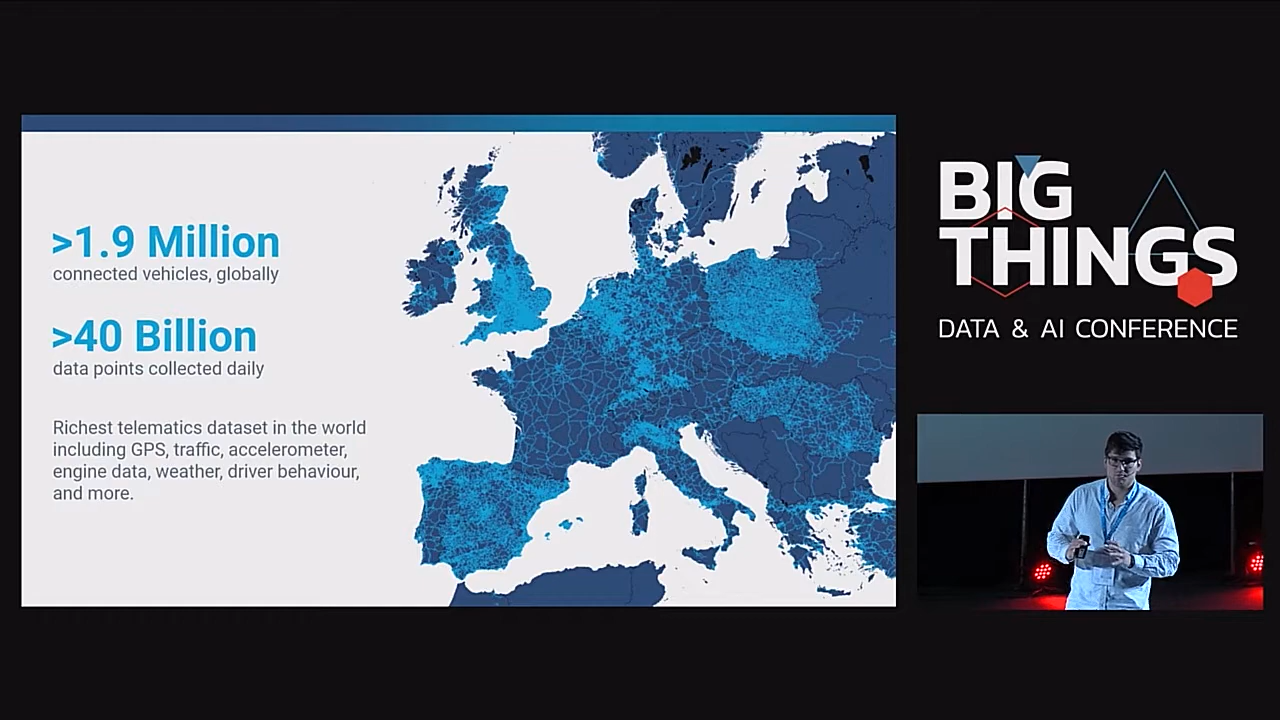 >1.9 Million
connected vehicles, globally
>40 Billion
data points collected daily
Richest telematics dataset in the world
including GPS, traffic, accelerometer,
engine data, weather, driver behaviour,
and more.
BIG
THINGS
DATA & AI CONFERENCE